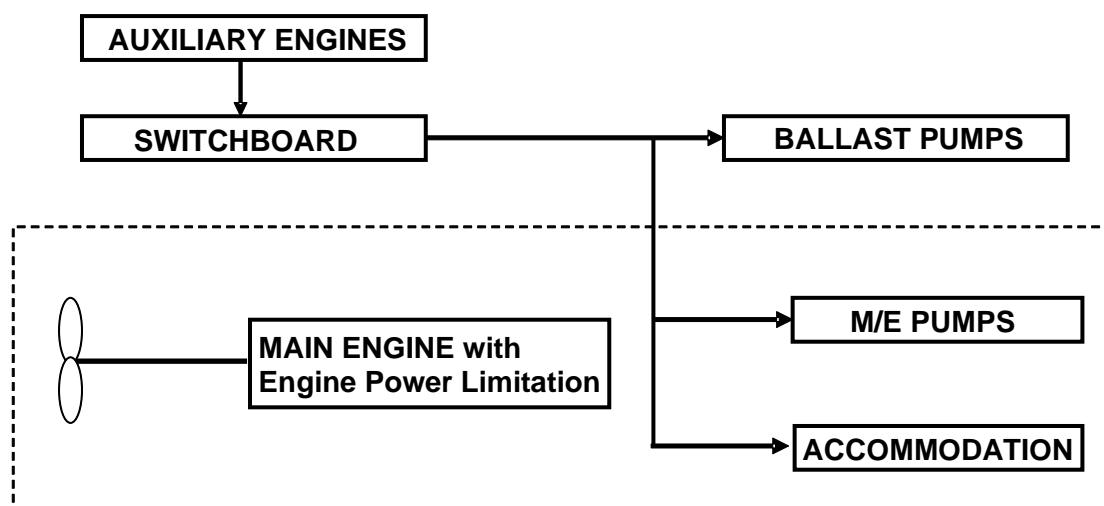 AUXILIARY ENGINES
SWITCHBOARD
BALLAST PUMPS
M/E PUMPS
MAIN ENGINE with
Engine Power Limitation
ACCOMMODATION